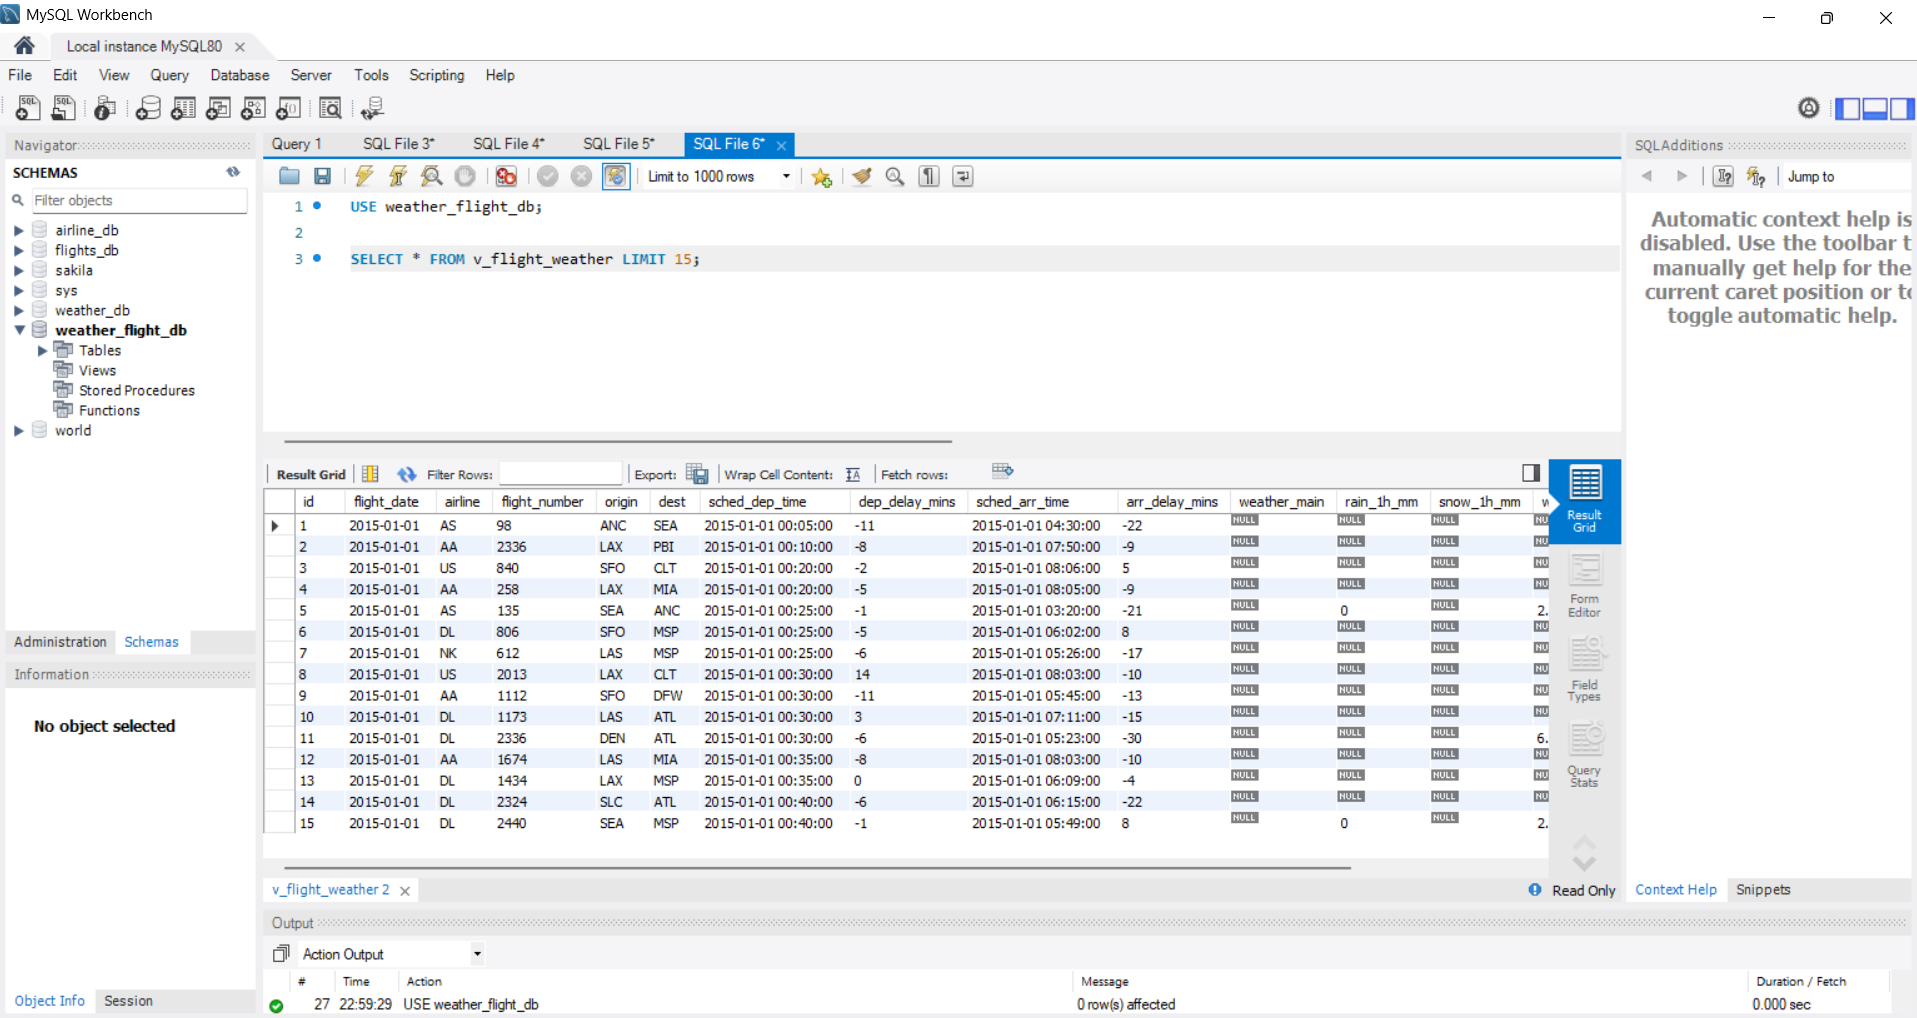 MySQL Workbench
Local instance MySQL80
File Edit View Query Database Server Tools Scripting Help
Navigator
SCHEMAS
Filter objects
airline_db
flights_db
sakila
sys
weather_db
weather_flight_db
Tables
Views
Stored Procedures
Functions
world
Administration Schemas
Information
No object selected
Object Info Session
Query 1 SQL File 3* SQL File 4* SQL File 5* SQL File 6*
Limit to 1000 rows
1 USE weather_flight_db;
2
3 SELECT * FROM v_flight_weather LIMIT 15;
Result Grid Filter Rows: Export: Wrap Cell Content: Fetch rows:
id flight_date airline flight_number origin dest sched_dep_time dep_delay_mins sched_arr_time arr_delay_mins weather_main rain_1h_mm snow_1h_mm w
1 2015-01-01 AS 98 ANC SEA 2015-01-01 00:05:00 -11 2015-01-01 04:30:00 -22 NULL NULL NULL NU
2 2015-01-01 AA 2336 LAX PBI 2015-01-01 00:10:00 -8 2015-01-01 07:50:00 -9 NULL NULL NULL NU
3 2015-01-01 US 840 SFO CLT 2015-01-01 00:20:00 -2 2015-01-01 08:06:00 5 NULL NULL NULL NU
4 2015-01-01 AA 258 LAX MIA 2015-01-01 00:20:00 -5 2015-01-01 08:05:00 -9 NULL NULL NULL NU
5 2015-01-01 AS 135 SEA ANC 2015-01-01 00:25:00 -1 2015-01-01 03:20:00 -21 NULL 0 NULL 2.
6 2015-01-01 DL 806 SFO MSP 2015-01-01 00:25:00 -5 2015-01-01 06:02:00 8 NULL NULL NULL NU
7 2015-01-01 NK 612 LAS MSP 2015-01-01 00:25:00 -6 2015-01-01 05:26:00 -17 NULL NULL NULL NU
8 2015-01-01 US 2013 LAX CLT 2015-01-01 00:30:00 14 2015-01-01 08:03:00 -10 NULL NULL NULL NU
9 2015-01-01 AA 1112 SFO DFW 2015-01-01 00:30:00 -11 2015-01-01 05:45:00 -13 NULL NULL NULL NU
10 2015-01-01 DL 1173 LAS ATL 2015-01-01 00:30:00 3 2015-01-01 07:11:00 -15 NULL NULL NULL NU
11 2015-01-01 DL 2336 DEN ATL 2015-01-01 00:30:00 -6 2015-01-01 05:23:00 -30 NULL NULL NULL 6.
12 2015-01-01 AA 1674 LAS MIA 2015-01-01 00:35:00 -8 2015-01-01 08:03:00 -10 NULL NULL NULL NU
13 2015-01-01 DL 1434 LAX MSP 2015-01-01 00:35:00 0 2015-01-01 06:09:00 -4 NULL NULL NULL NU
14 2015-01-01 DL 2324 SLC ATL 2015-01-01 00:40:00 -6 2015-01-01 06:15:00 -22 NULL NULL NULL NU
15 2015-01-01 DL 2440 SEA MSP 2015-01-01 00:40:00 -1 2015-01-01 05:49:00 8 NULL 0 NULL 2.
Result
Grid
Form
Editor
Field
Types
Query
Stats
v_flight_weather 2
Read Only
SQLAdditions
Jump to
Automatic context help is
disabled. Use the toolbar t
manually get help for the
current caret position or to
toggle automatic help.
Context Help Snippets
Output
Action Output
# Time Action Message Duration / Fetch
27 22:59:29 USE weather_flight_db 0 row(s) affected 0.000 sec